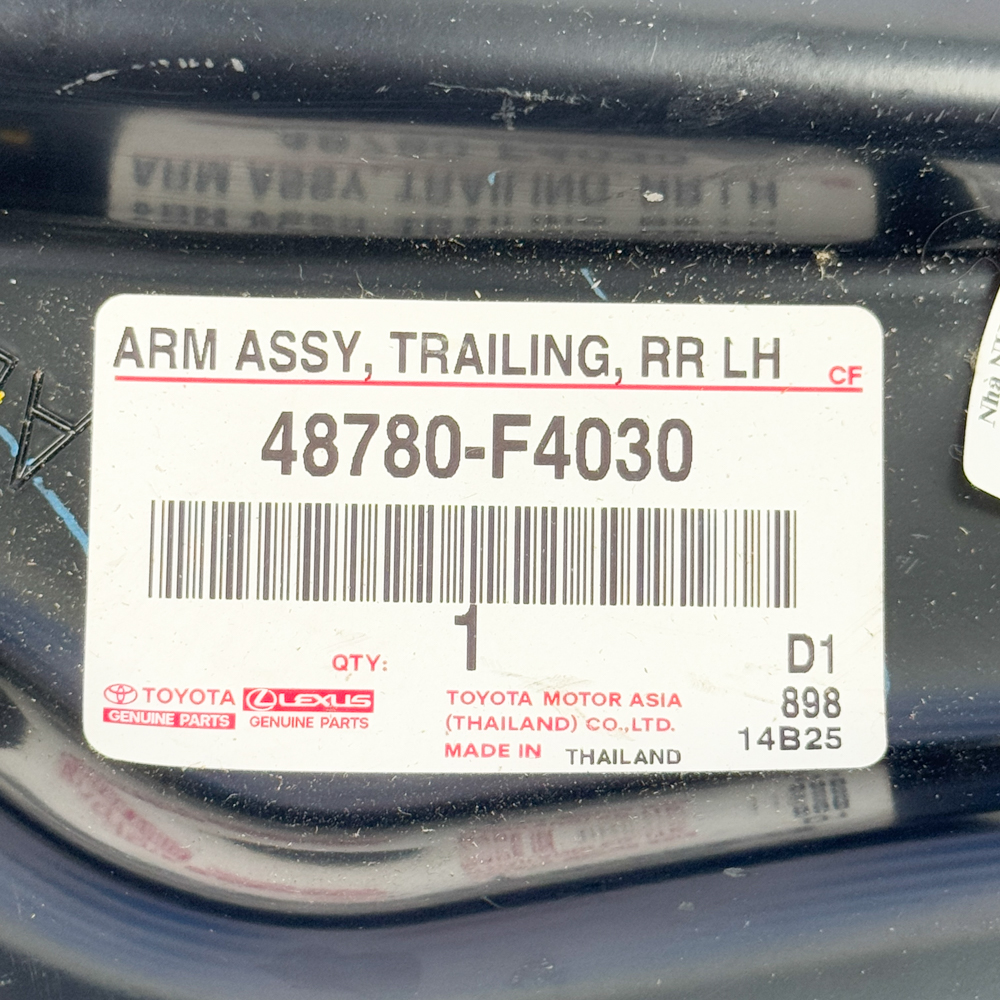 ARM ASSY, TRAILING, RR LH CF
48780-F4030
QTY: 1
D1
898
14B25
TOYOTA LEXUS
GENUINE PARTS GENUINE PARTS
TOYOTA MOTOR ASIA
(THAILAND) CO.,LTD.
MADE IN THAILAND
Nhà